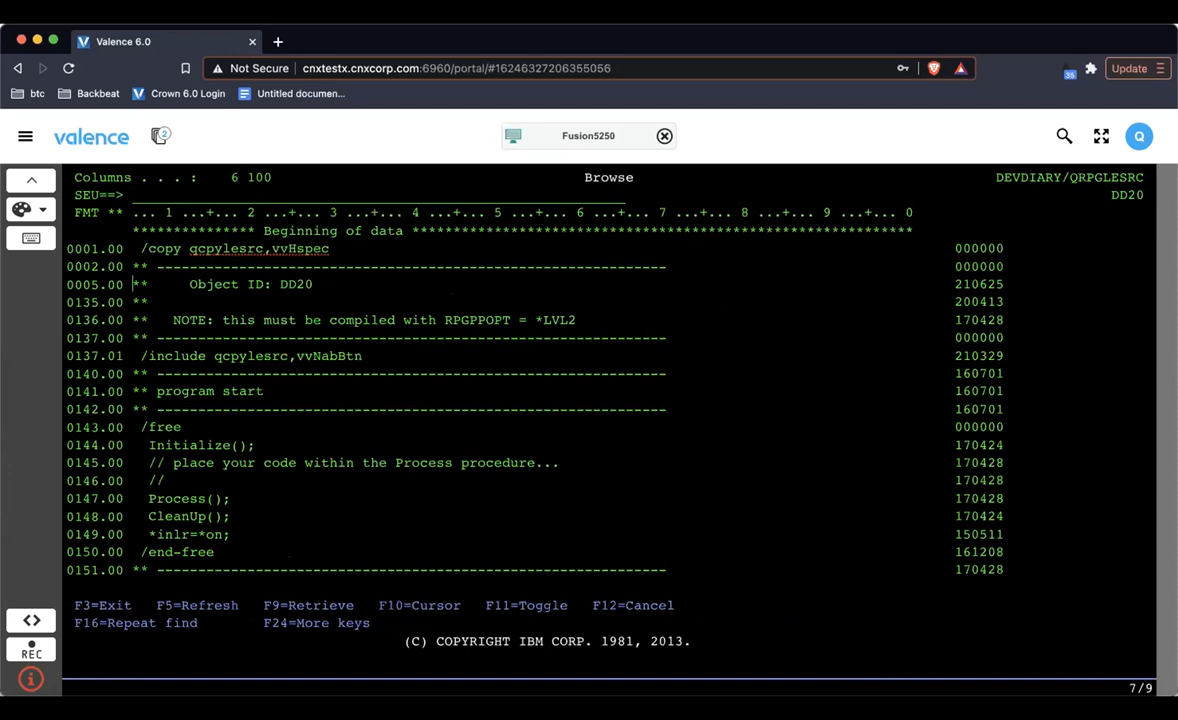 Valence 6.0
Not Secure cnxtestx.cnxcorp.com:6960/portal/#16246327206355056 35 Update
btc Backbeat Crown 6.0 Login Untitled documen...
valence 2 Fusion5250 Q
Columns . . . : 6 100 Browse DEVDIARY/QRPGLESRC
SEU==> DD20
FMT ** ... 1 ...+... 2 ...+... 3 ...+... 4 ...+... 5 ...+... 6 ...+... 7 ...+... 8 ...+... 9 ...+... 0
*************** Beginning of data *************************************************************
0001.00 /copy qcpylesrc,vvHspec 000000
0002.00 ** -------------------------------------------------------------- 000000
0005.00 ** Object ID: DD20 210625
0135.00 ** 200413
0136.00 ** NOTE: this must be compiled with RPGPPOPT = *LVL2 170428
0137.00 ** -------------------------------------------------------------- 000000
0137.01 /include qcpylesrc,vvNabBtn 210329
0140.00 ** -------------------------------------------------------------- 160701
0141.00 ** program start 160701
0142.00 ** -------------------------------------------------------------- 160701
0143.00 /free 000000
0144.00 Initialize(); 170424
0145.00 // place your code within the Process procedure... 170428
0146.00 // 170428
0147.00 Process(); 170428
0148.00 CleanUp(); 170424
0149.00 *inlr=*on; 150511
0150.00 /end-free 161208
0151.00 ** -------------------------------------------------------------- 170428
F3=Exit F5=Refresh F9=Retrieve F10=Cursor F11=Toggle F12=Cancel
F16=Repeat find F24=More keys
(C) COPYRIGHT IBM CORP. 1981, 2013.
REC
7/9